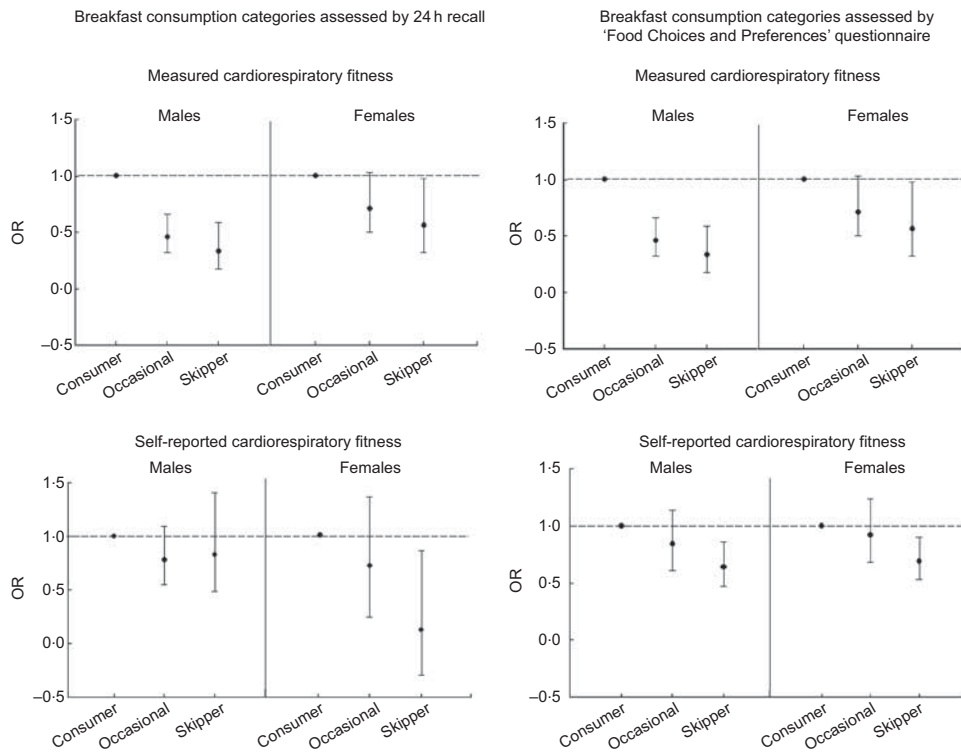 Breakfast consumption categories assessed by 24 h recall
Measured cardiorespiratory fitness
Males
Females
1·5
1·0
0·5
0·0
–0·5
OR
Consumer
Occasional
Skipper
Consumer
Occasional
Skipper
Breakfast consumption categories assessed by
‘Food Choices and Preferences’ questionnaire
Measured cardiorespiratory fitness
Males
Females
1·5
1·0
0·5
0·0
–0·5
OR
Consumer
Occasional
Skipper
Consumer
Occasional
Skipper
Self-reported cardiorespiratory fitness
Males
Females
1·5
1·0
0·5
0·0
–0·5
OR
Consumer
Occasional
Skipper
Consumer
Occasional
Skipper
Self-reported cardiorespiratory fitness
Males
Females
1·5
1·0
0·5
0·0
–0·5
OR
Consumer
Occasional
Skipper
Consumer
Occasional
Skipper